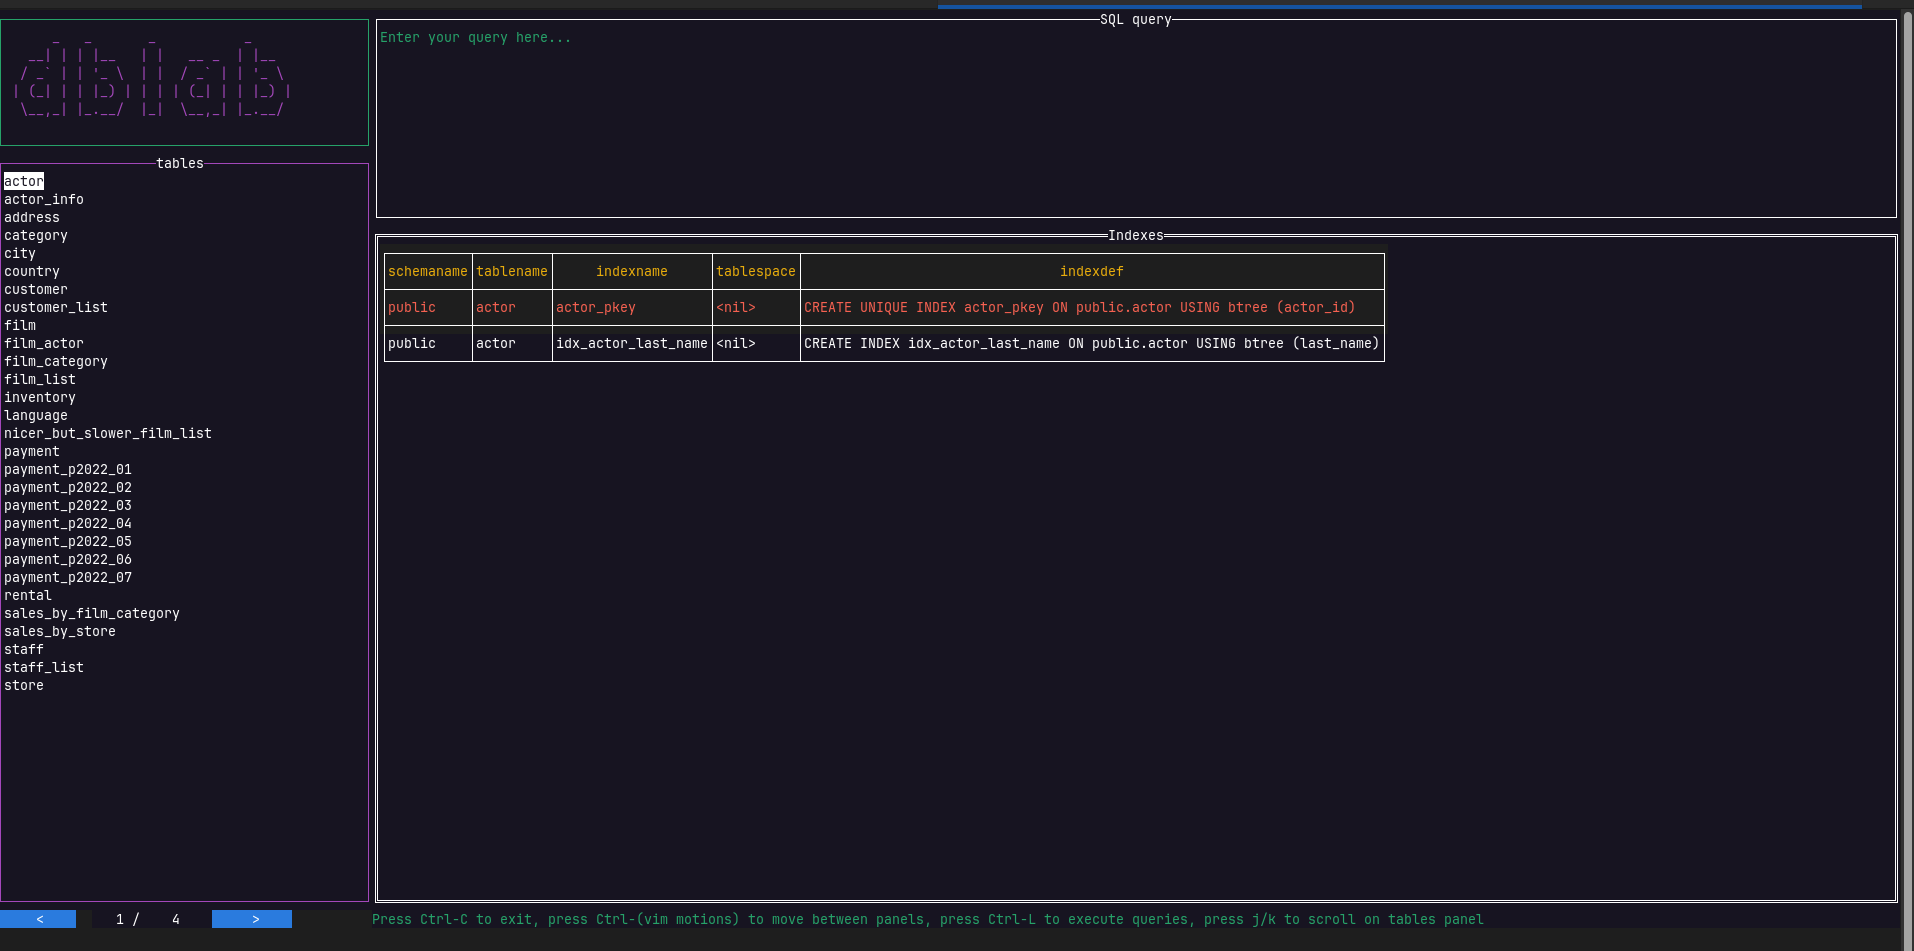 dblab
tables
actor
actor_info
address
category
city
country
customer
customer_list
film
film_actor
film_category
film_list
inventory
language
nicer_but_slower_film_list
payment
payment_p2022_01
payment_p2022_02
payment_p2022_03
payment_p2022_04
payment_p2022_05
payment_p2022_06
payment_p2022_07
rental
sales_by_film_category
sales_by_store
staff
staff_list
store
< 1 / 4 >
SQL query
Enter your query here...
Indexes
schemaname tablename indexname tablespace indexdef
public actor actor_pkey <nil> CREATE UNIQUE INDEX actor_pkey ON public.actor USING btree (actor_id)
public actor idx_actor_last_name <nil> CREATE INDEX idx_actor_last_name ON public.actor USING btree (last_name)
Press Ctrl-C to exit, press Ctrl-(vim motions) to move between panels, press Ctrl-L to execute queries, press j/k to scroll on tables panel